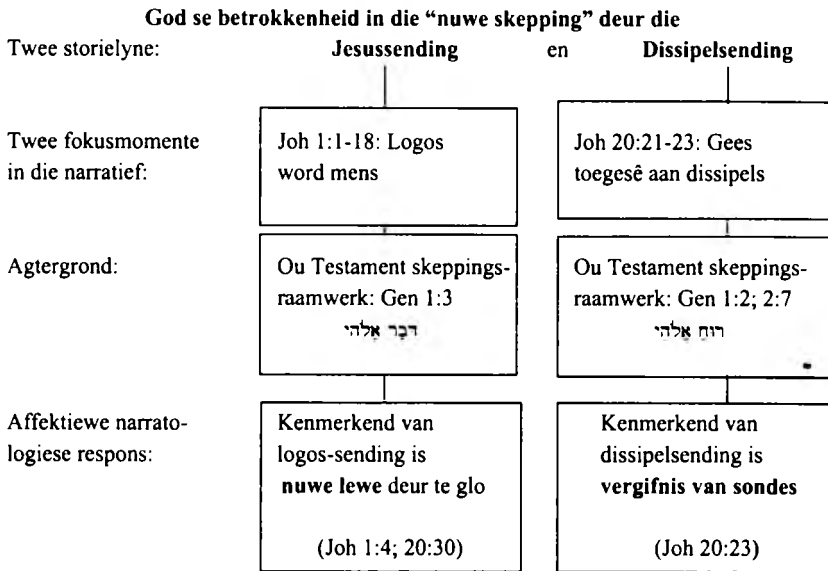 God se betrokkenheid in die “nuwe skepping” deur die
Twee storielyne: Jesussending en Dissipelsending
Twee fokusmomente
in die narratief:
Joh 1:1-18: Logos
word mens
Joh 20:21-23: Gees
toegesê aan dissipels
Agtergrond:
Ou Testament skeppings-
raamwerk: Gen 1:3
דבר אלהי
Ou Testament skeppings-
raamwerk: Gen 1:2; 2:7
רוח אלהי
Affektiewe narrato-
logiese respons:
Kenmerkend van
logos-sending is
nuwe lewe deur te glo
(Joh 1:4; 20:30)
Kenmerkend van
dissipelsending is
vergifnis van sondes
(Joh 20:23)